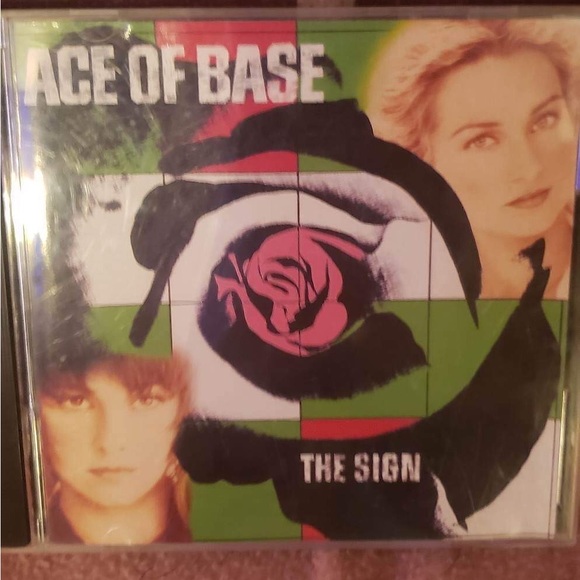 ACE OF BASE
THE SIGN